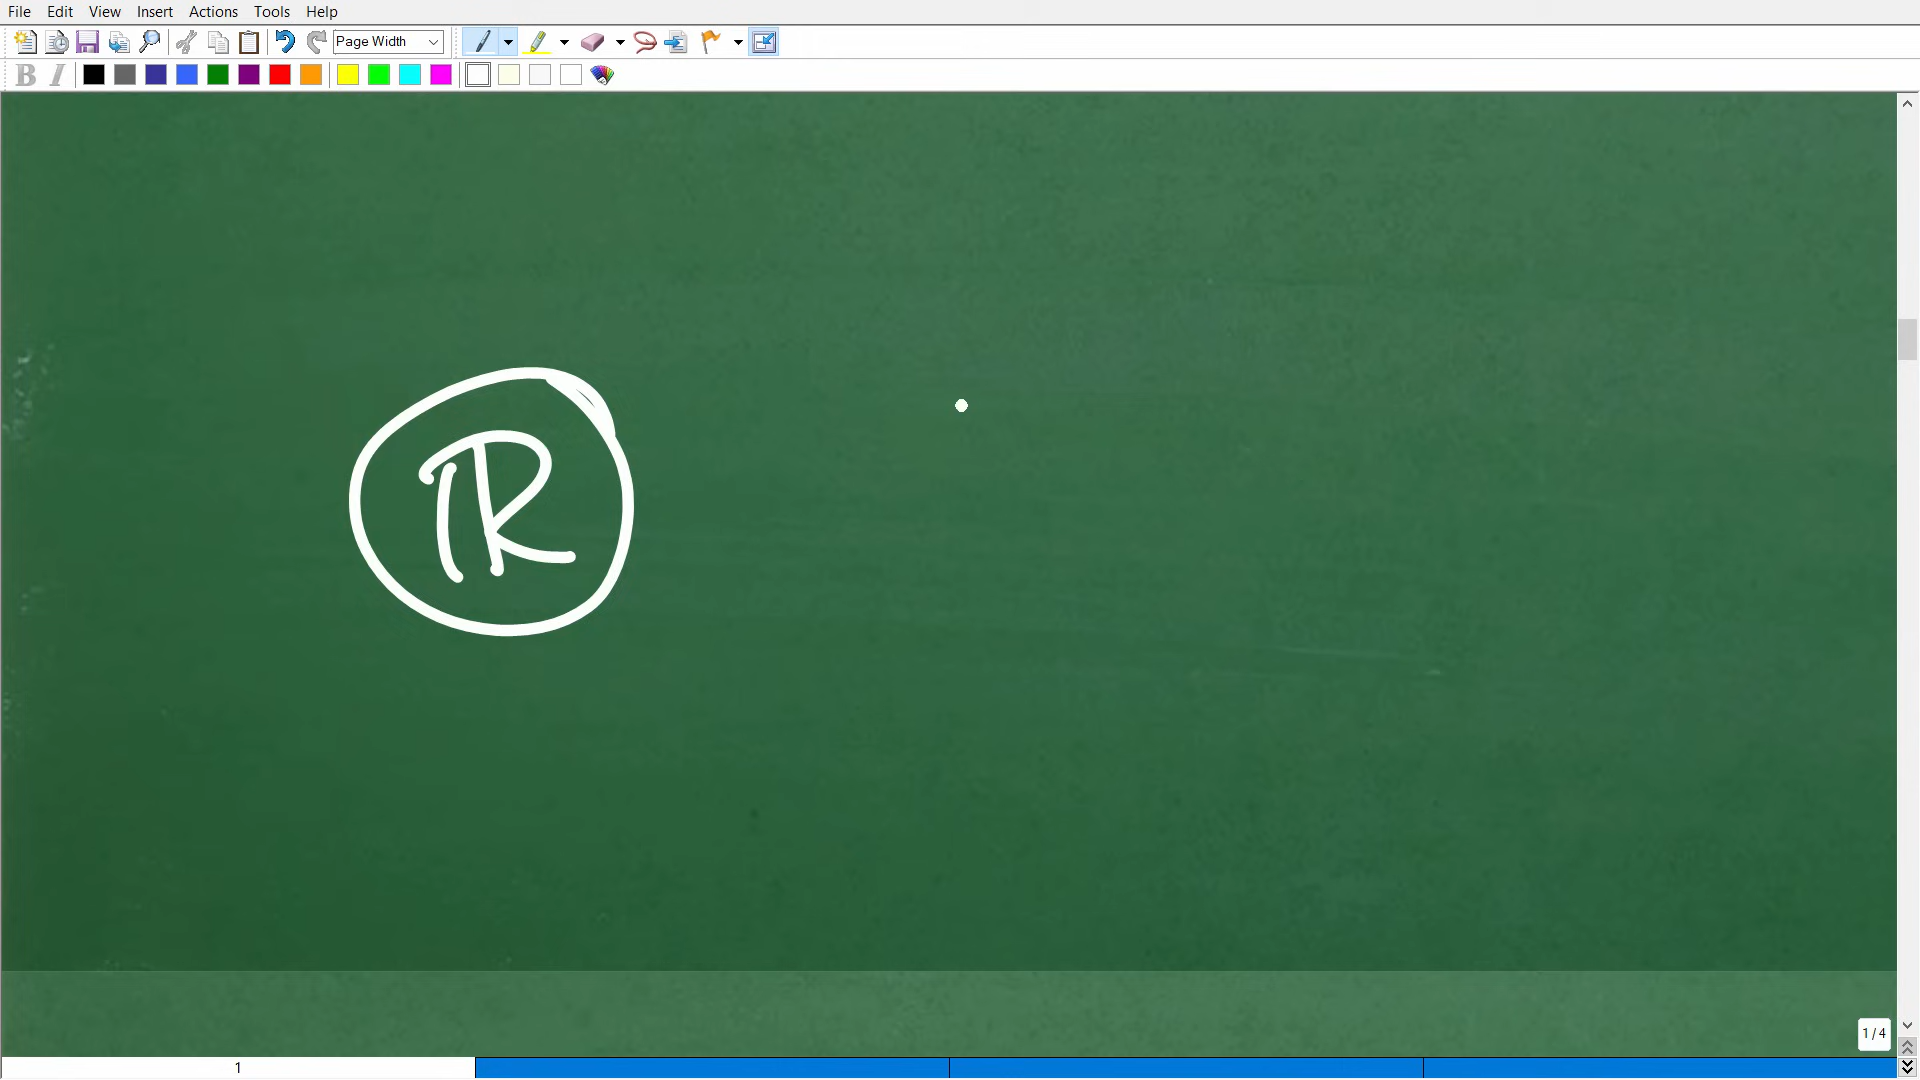 File Edit View Insert Actions Tools Help
Page Width
B I
ℝ
1 / 4
1